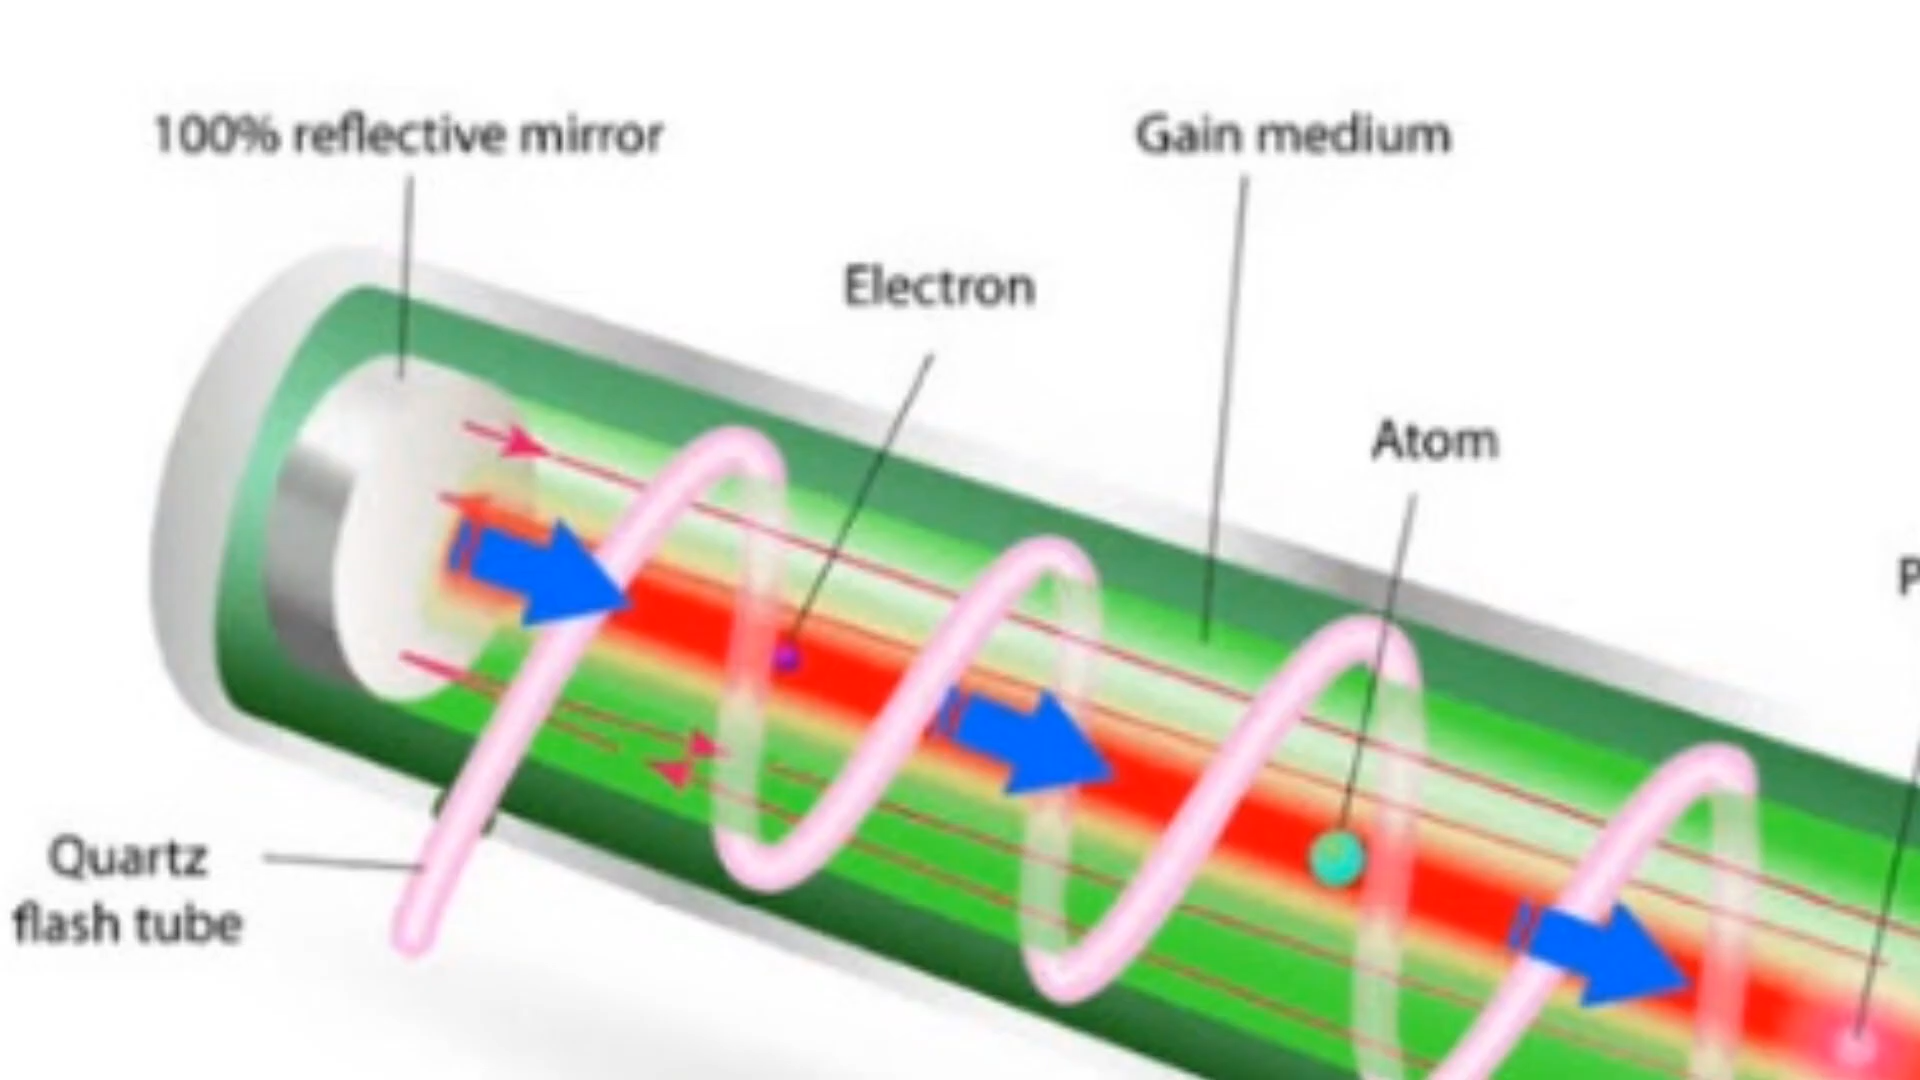 100% reflective mirror
Gain medium
Electron
Atom
P
Quartz
flash tube